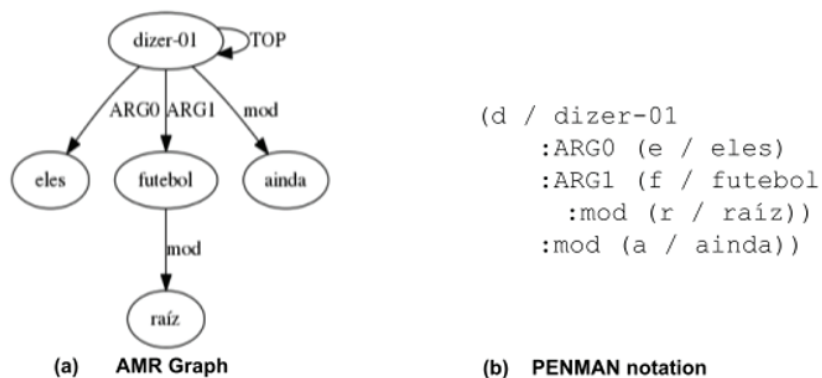 dizer-01
TOP
ARG0 ARG1 mod
eles futebol ainda
mod
raíz
(a) AMR Graph
(d / dizer-01
:ARG0 (e / eles)
:ARG1 (f / futebol
:mod (r / raíz))
:mod (a / ainda))
(b) PENMAN notation